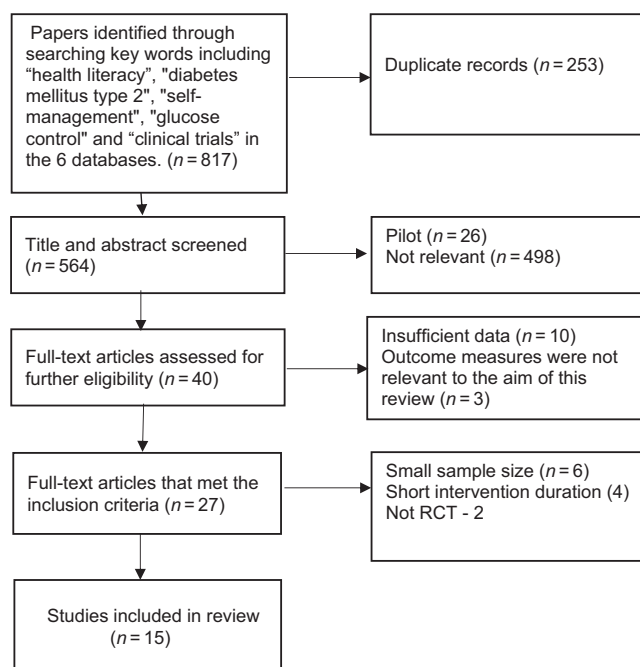 Papers identified through
searching key words including
“health literacy”, "diabetes
mellitus type 2", "self-
management", "glucose
control" and “clinical trials” in
the 6 databases. (n = 817)
Duplicate records (n = 253)
Title and abstract screened
(n = 564)
Pilot (n = 26)
Not relevant (n = 498)
Full-text articles assessed for
further eligibility (n = 40)
Insufficient data (n = 10)
Outcome measures were not
relevant to the aim of this
review (n = 3)
Full-text articles that met the
inclusion criteria (n = 27)
Small sample size (n = 6)
Short intervention duration (4)
Not RCT - 2
Studies included in review
(n = 15)